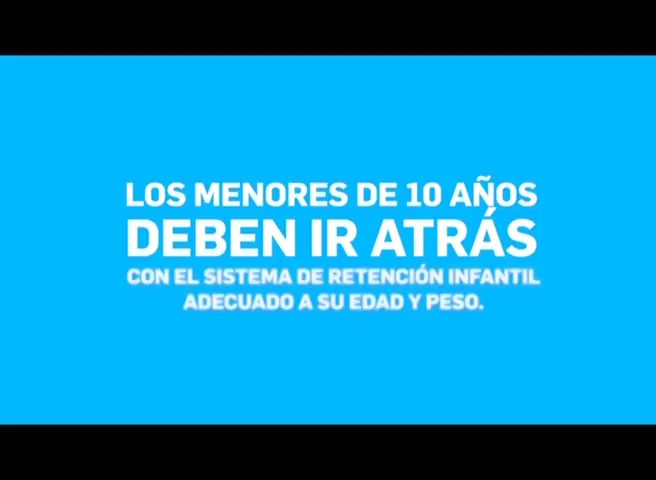 LOS MENORES DE 10 AÑOS
DEBEN IR ATRÁS
CON EL SISTEMA DE RETENCIÓN INFANTIL
ADECUADO A SU EDAD Y PESO.